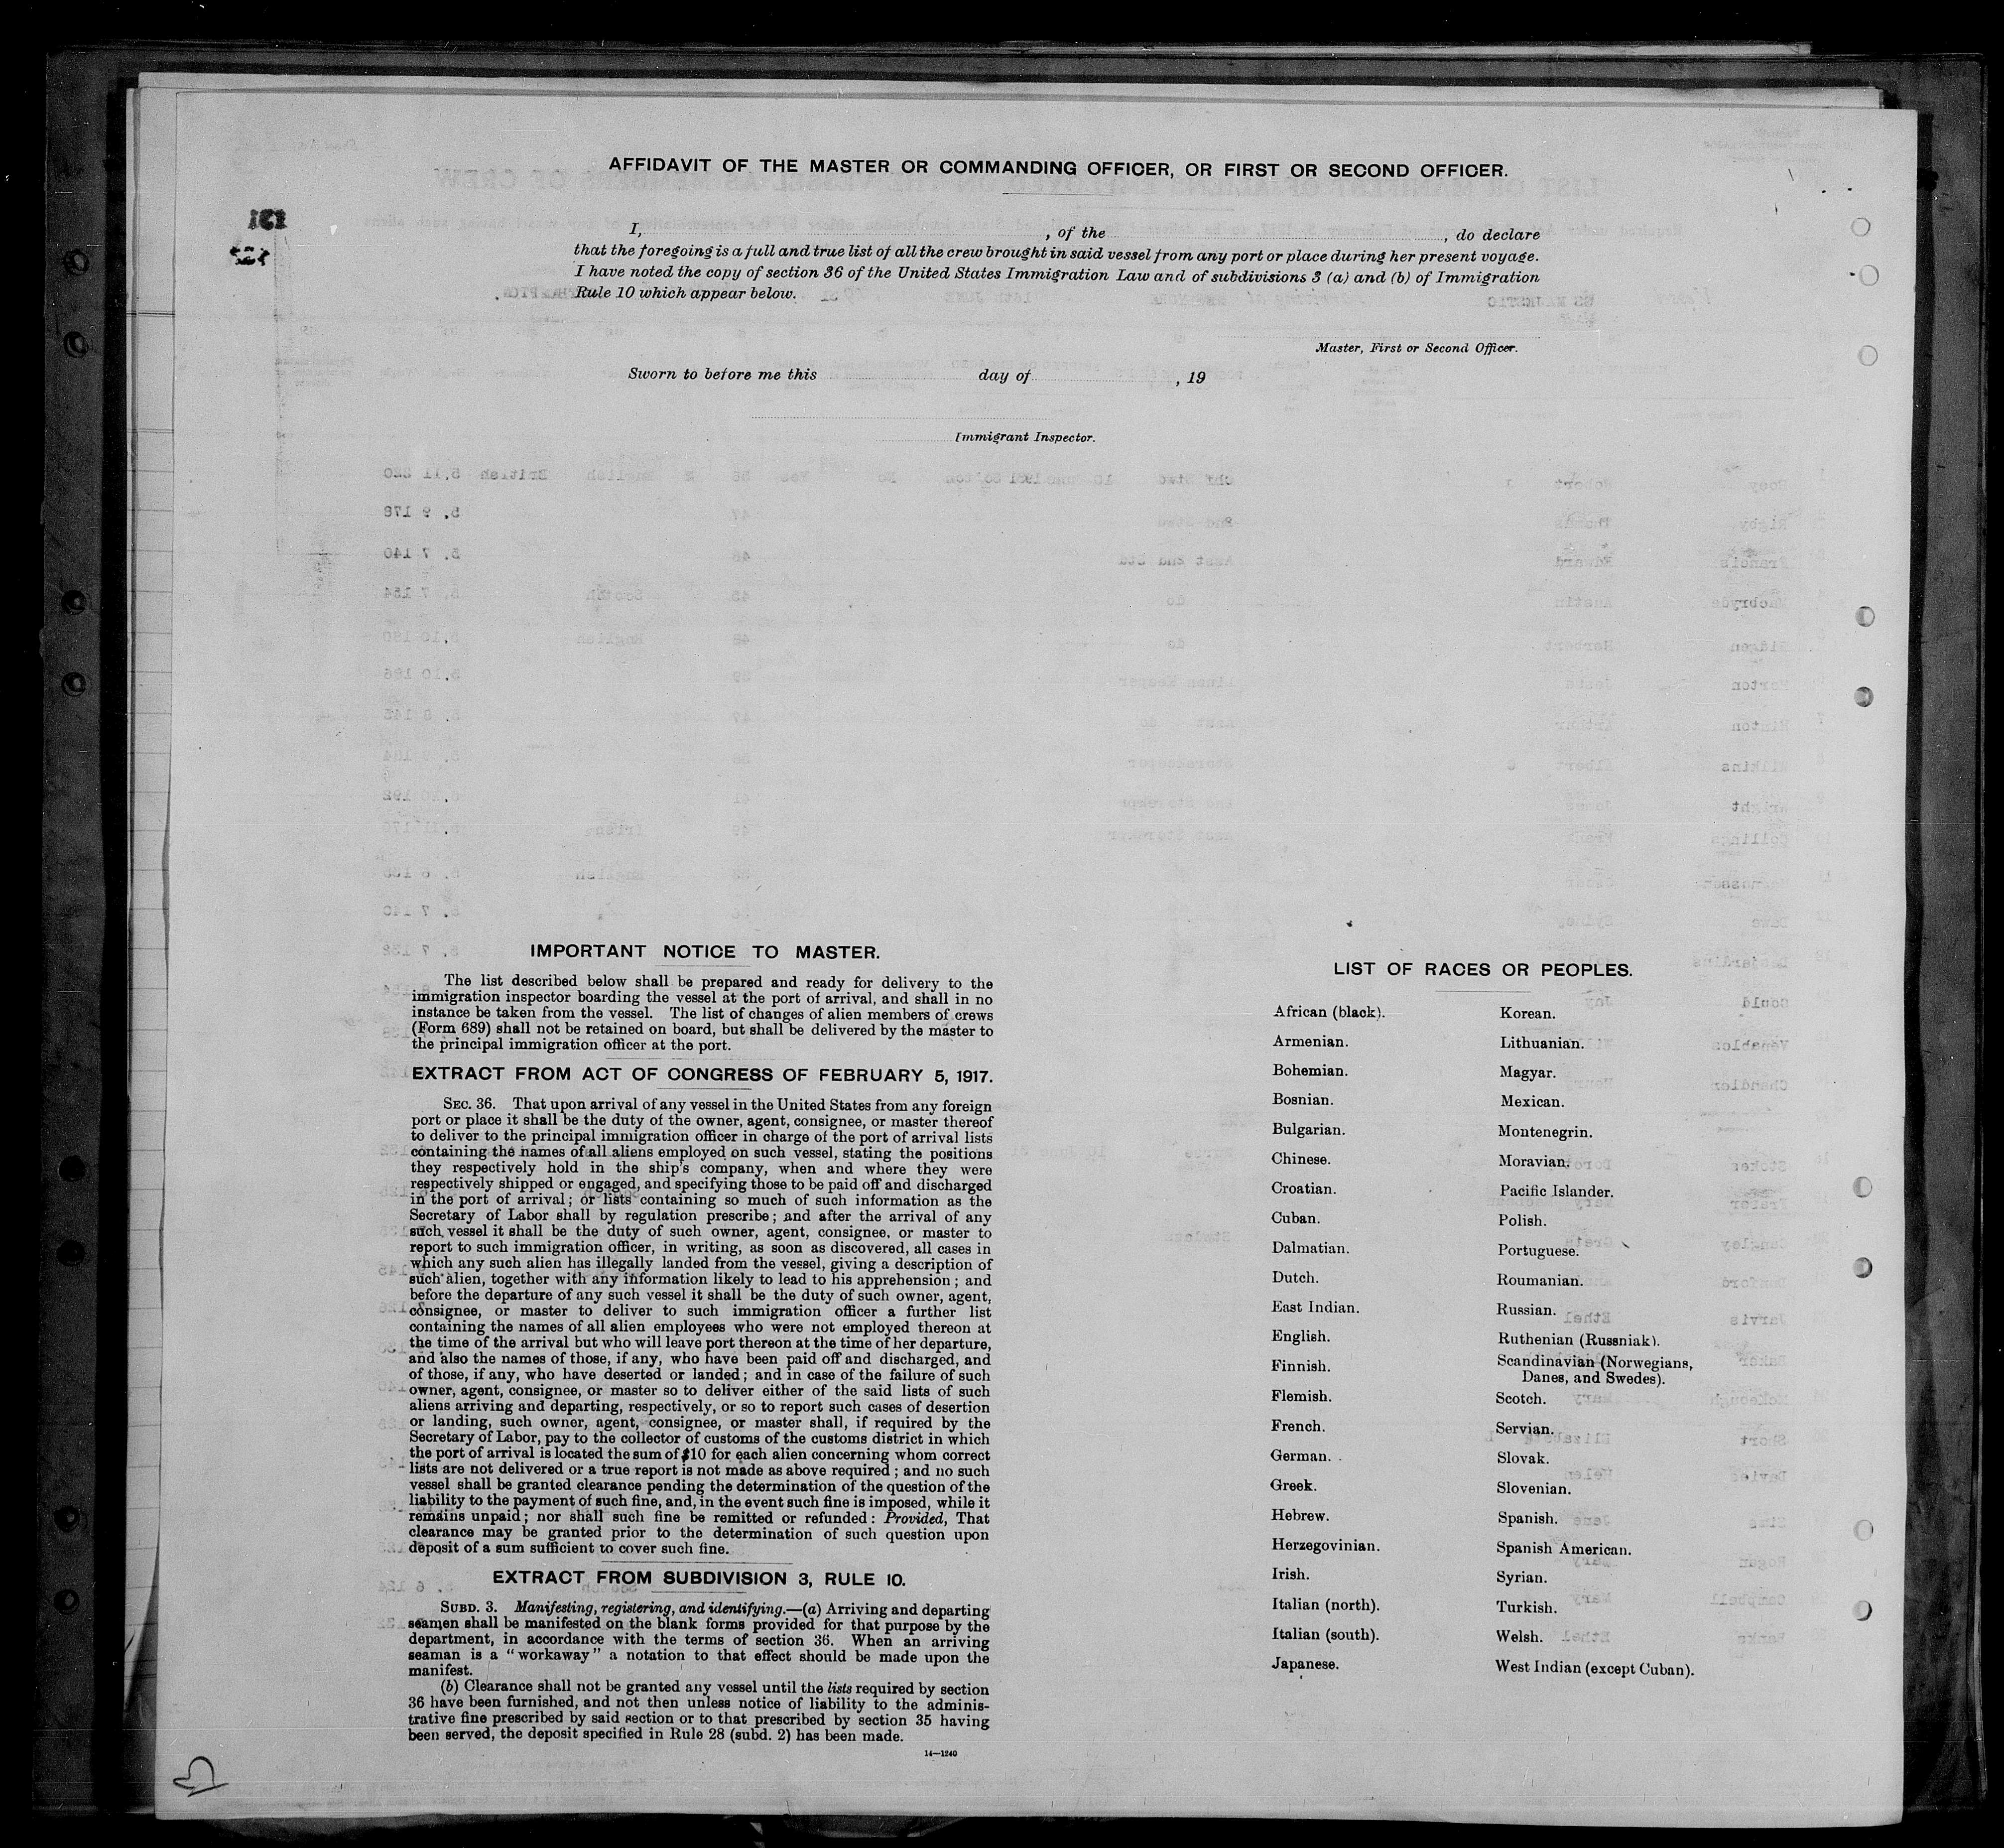 AFFIDAVIT OF THE MASTER OR COMMANDING OFFICER, OR FIRST OR SECOND OFFICER.
131
I, , of the , do declare
that the foregoing is a full and true list of all the crew brought in said vessel from any port or place during her present voyage.
I have noted the copy of section 36 of the United States Immigration Law and of subdivisions 3 (a) and (b) of Immigration
Rule 10 which appear below.
Master, First or Second Officer.
Sworn to before me this day of , 19
Immigrant Inspector.
IMPORTANT NOTICE TO MASTER.
The list described below shall be prepared and ready for delivery to the
immigration inspector boarding the vessel at the port of arrival, and shall in no
instance be taken from the vessel. The list of changes of alien members of crews
(Form 689) shall not be retained on board, but shall be delivered by the master to
the principal immigration officer at the port.
EXTRACT FROM ACT OF CONGRESS OF FEBRUARY 5, 1917.
SEC. 36. That upon arrival of any vessel in the United States from any foreign
port or place it shall be the duty of the owner, agent, consignee, or master thereof
to deliver to the principal immigration officer in charge of the port of arrival lists
containing the names of all aliens employed on such vessel, stating the positions
they respectively hold in the ship's company, when and where they were
respectively shipped or engaged, and specifying those to be paid off and discharged
in the port of arrival; or lists containing so much of such information as the
Secretary of Labor shall by regulation prescribe; and after the arrival of any
such vessel it shall be the duty of such owner, agent, consignee, or master to
report to such immigration officer, in writing, as soon as discovered, all cases in
which any such alien has illegally landed from the vessel, giving a description of
such alien, together with any information likely to lead to his apprehension; and
before the departure of any such vessel it shall be the duty of such owner, agent,
consignee, or master to deliver to such immigration officer a further list
containing the names of all alien employees who were not employed thereon at
the time of the arrival but who will leave port thereon at the time of her departure,
and also the names of those, if any, who have been paid off and discharged, and
of those, if any, who have deserted or landed; and in case of the failure of such
owner, agent, consignee, or master so to deliver either of the said lists of such
aliens arriving and departing, respectively, or so to report such cases of desertion
or landing, such owner, agent, consignee, or master shall, if required by the
Secretary of Labor, pay to the collector of customs of the customs district in which
the port of arrival is located the sum of $10 for each alien concerning whom correct
lists are not delivered or a true report is not made as above required; and no such
vessel shall be granted clearance pending the determination of the question of the
liability to the payment of such fine, and, in the event such fine is imposed, while it
remains unpaid; nor shall such fine be remitted or refunded: Provided, That
clearance may be granted prior to the determination of such question upon
deposit of a sum sufficient to cover such fine.
EXTRACT FROM SUBDIVISION 3, RULE 10.
SUBD. 3. Manifesting, registering, and identifying.—(a) Arriving and departing
seamen shall be manifested on the blank forms provided for that purpose by the
department, in accordance with the terms of section 36. When an arriving
seaman is a "workaway" a notation to that effect should be made upon the
manifest.
(b) Clearance shall not be granted any vessel until the lists required by section
36 have been furnished, and not then unless notice of liability to the adminis-
trative fine prescribed by said section or to that prescribed by section 35 having
been served, the deposit specified in Rule 28 (subd. 2) has been made.
14—1240
LIST OF RACES OR PEOPLES.
African (black).
Armenian.
Bohemian.
Bosnian.
Bulgarian.
Chinese.
Croatian.
Cuban.
Dalmatian.
Dutch.
East Indian.
English.
Finnish.
Flemish.
French.
German.
Greek.
Hebrew.
Herzegovinian.
Irish.
Italian (north).
Italian (south).
Japanese.
Korean.
Lithuanian.
Magyar.
Mexican.
Montenegrin.
Moravian.
Pacific Islander.
Polish.
Portuguese.
Roumanian.
Russian.
Ruthenian (Russniak).
Scandinavian (Norwegians,
Danes, and Swedes).
Scotch.
Servian.
Slovak.
Slovenian.
Spanish.
Spanish American.
Syrian.
Turkish.
Welsh.
West Indian (except Cuban).